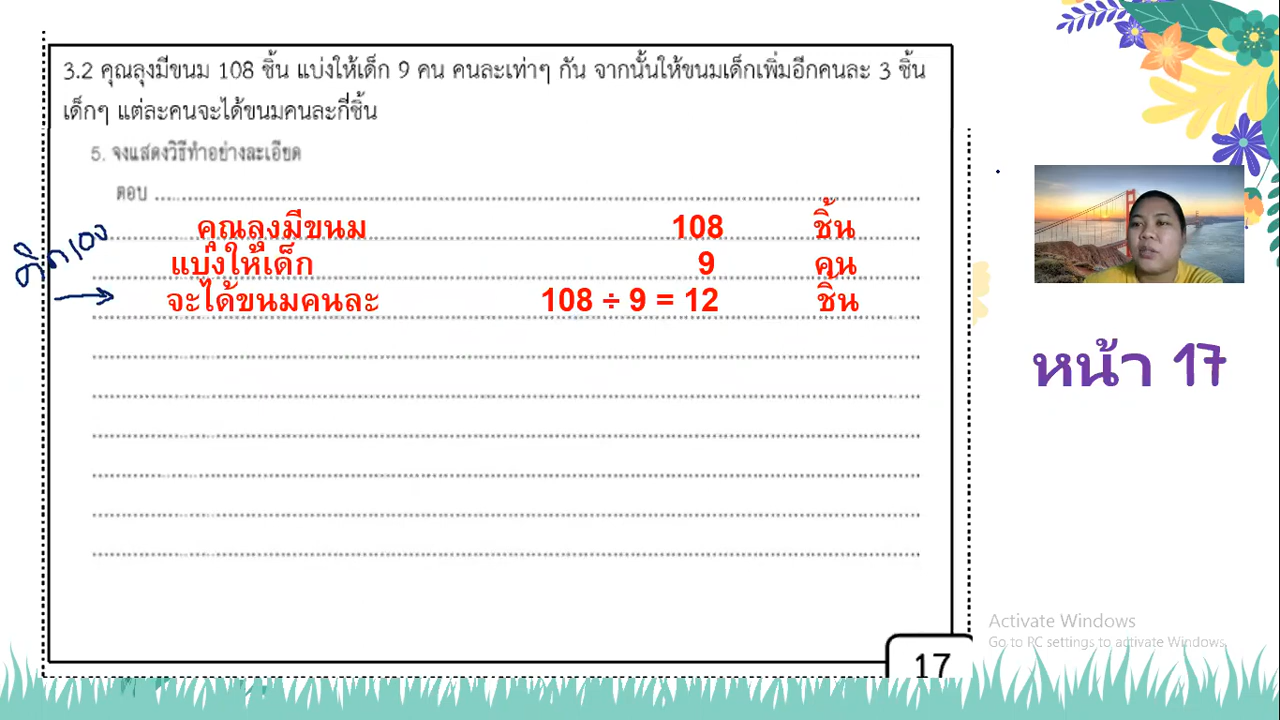 3.2 คุณลุงมีขนม 108 ชิ้น แบ่งให้เด็ก 9 คน คนละเท่าๆ กัน จากนั้นให้ขนมเด็กเพิ่มอีกคนละ 3 ชิ้น
เด็กๆ แต่ละคนจะได้ขนมคนละกี่ชิ้น
5. จงแสดงวิธีทำอย่างละเอียด
ตอบ
คุณลุงมีขนม 108 ชิ้น
แบ่งให้เด็ก 9 คน
จะได้ขนมคนละ 108 ÷ 9 = 12 ชิ้น
คิดเอง
หน้า 17
Activate Windows
Go to PC settings to activate Windows.
17